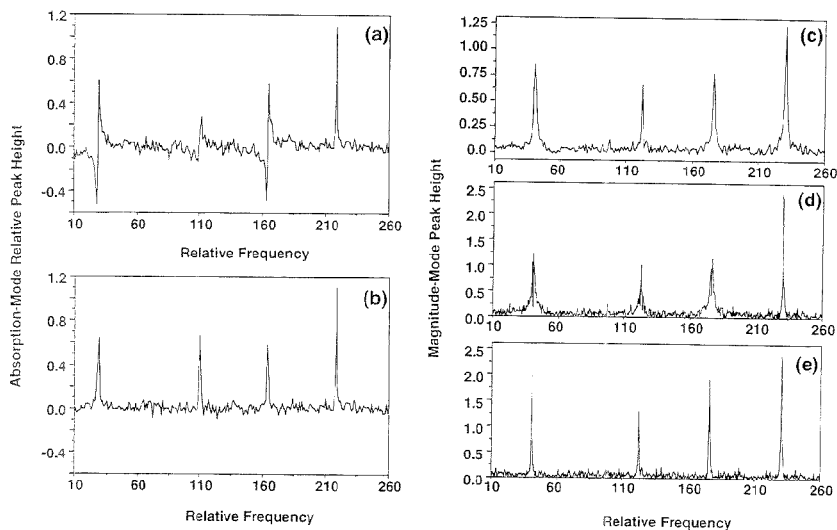 Absorption-Mode Relative Peak Height
1.2
0.8
0.4
0.0
-0.4
(a)
10 60 110 160 210 260
Relative Frequency
1.2
0.8
0.4
0.0
-0.4
(b)
10 60 110 160 210 260
Relative Frequency
Magnitude-Mode Peak Height
1.25
1.00
0.75
0.50
0.25
0.00
(c)
10 60 110 160 210 260
2.5
2.0
1.5
1.0
0.5
0.0
(d)
10 60 110 160 210 260
2.5
2.0
1.5
1.0
0.5
0.0
(e)
10 60 110 160 210 260
Relative Frequency